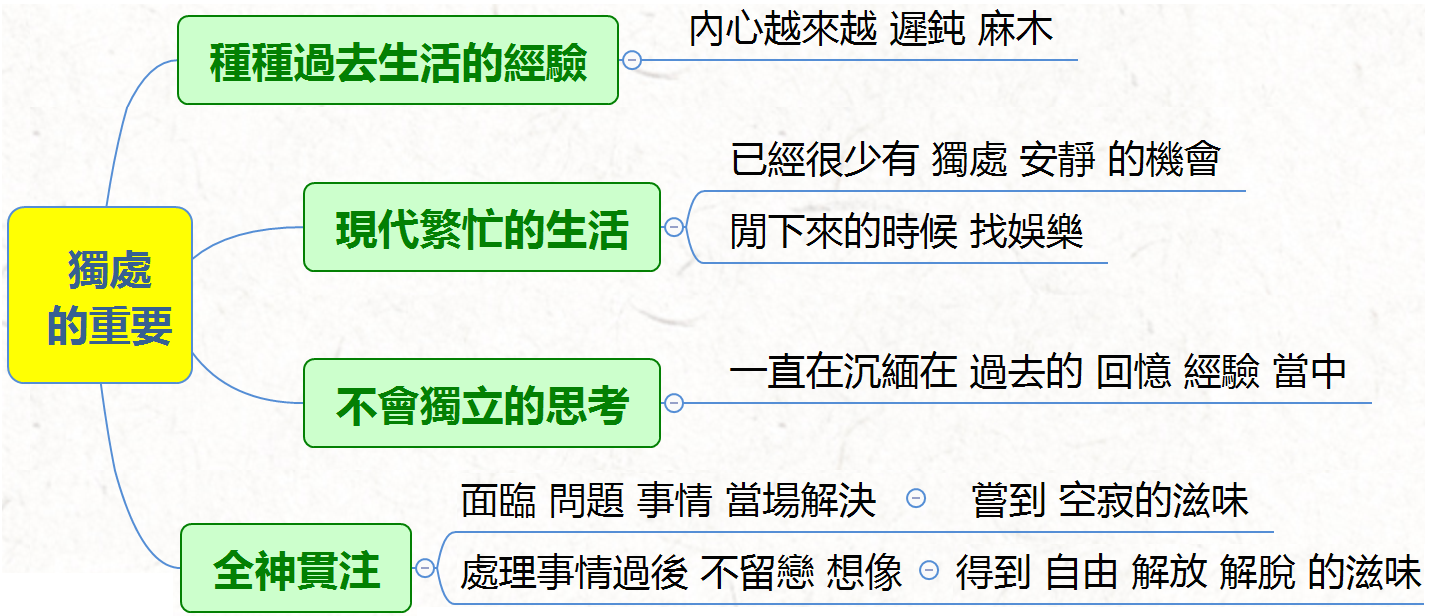 獨處
的重要
種種過去生活的經驗
內心越來越 遲鈍 麻木
現代繁忙的生活
已經很少有 獨處 安靜 的機會
閒下來的時候 找娛樂
不會獨立的思考
一直在沉緬在 過去的 回憶 經驗 當中
全神貫注
面臨 問題 事情 當場解決
嘗到 空寂的滋味
處理事情過後 不留戀 想像
得到 自由 解放 解脫 的滋味